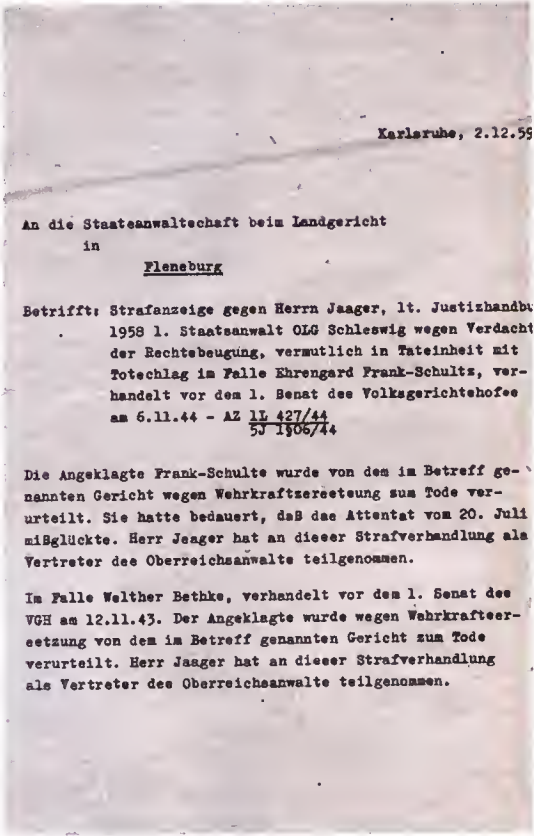 Karlsruhe, 2.12.59
An die Staatsanwaltschaft beim Landgericht
in
Flensburg
Betrifft: Strafanzeige gegen Herrn Jaager, lt. Justizhandbu
1958 1. Staatsanwalt OLG Schleswig wegen Verdacht
der Rechtsbeugung, vermutlich in Tateinheit mit
Totschlag im Falle Ehrengard Frank-Schultz, ver-
handelt vor dem 1. Senat des Volksgerichtshofes
am 6.11.44 - AZ 1L 427/44
5J 1906/44
Die Angeklagte Frank-Schulte wurde von dem im Betreff ge-
nannten Gericht wegen Wehrkraftzersetzung zum Tode ver-
urteilt. Sie hatte bedauert, daß das Attentat vom 20. Juli
mißglückte. Herr Jaager hat an dieser Strafverhandlung als
Vertreter des Oberreichsanwalts teilgenommen.
Im Falle Walther Bethke, verhandelt vor dem 1. Senat des
VGH am 12.11.43. Der Angeklagte wurde wegen Wehrkraftzer-
setzung von dem im Betreff genannten Gericht zum Tode
verurteilt. Herr Jaager hat an dieser Strafverhandlung
als Vertreter des Oberreichsanwalts teilgenommen.